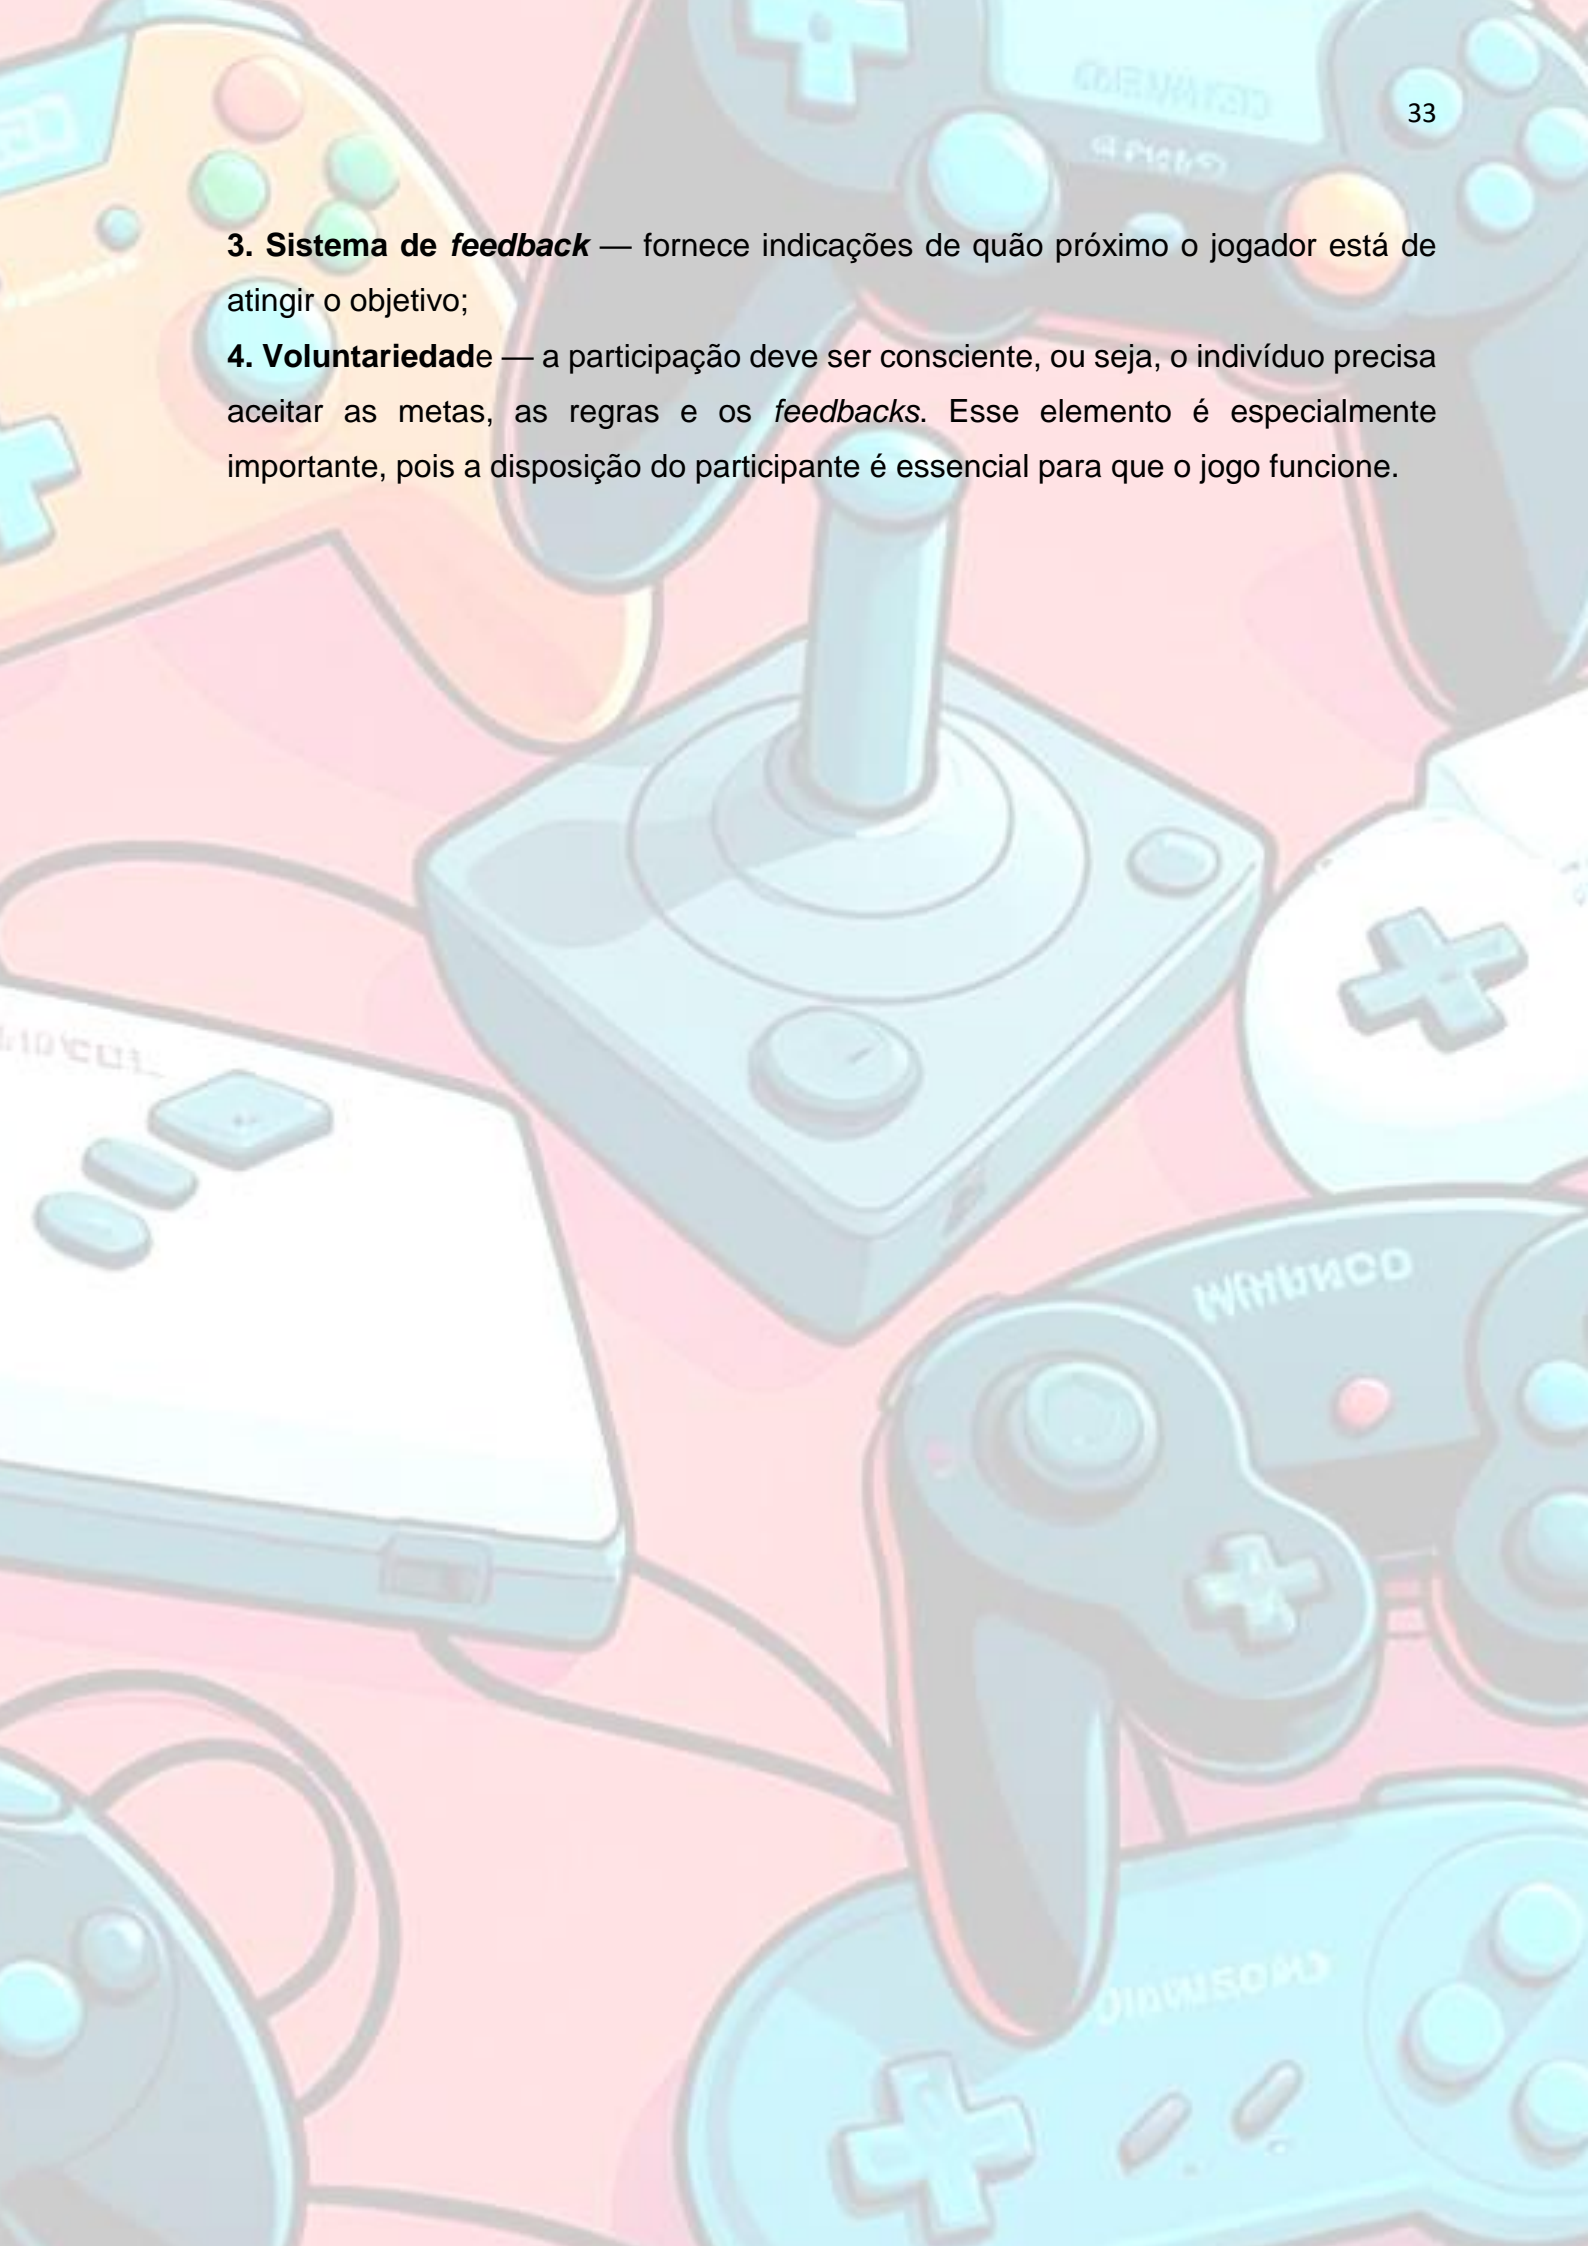 33
3. Sistema de feedback — fornece indicações de quão próximo o jogador está de
atingir o objetivo;
4. Voluntariedade — a participação deve ser consciente, ou seja, o indivíduo precisa
aceitar as metas, as regras e os feedbacks. Esse elemento é especialmente
importante, pois a disposição do participante é essencial para que o jogo funcione.